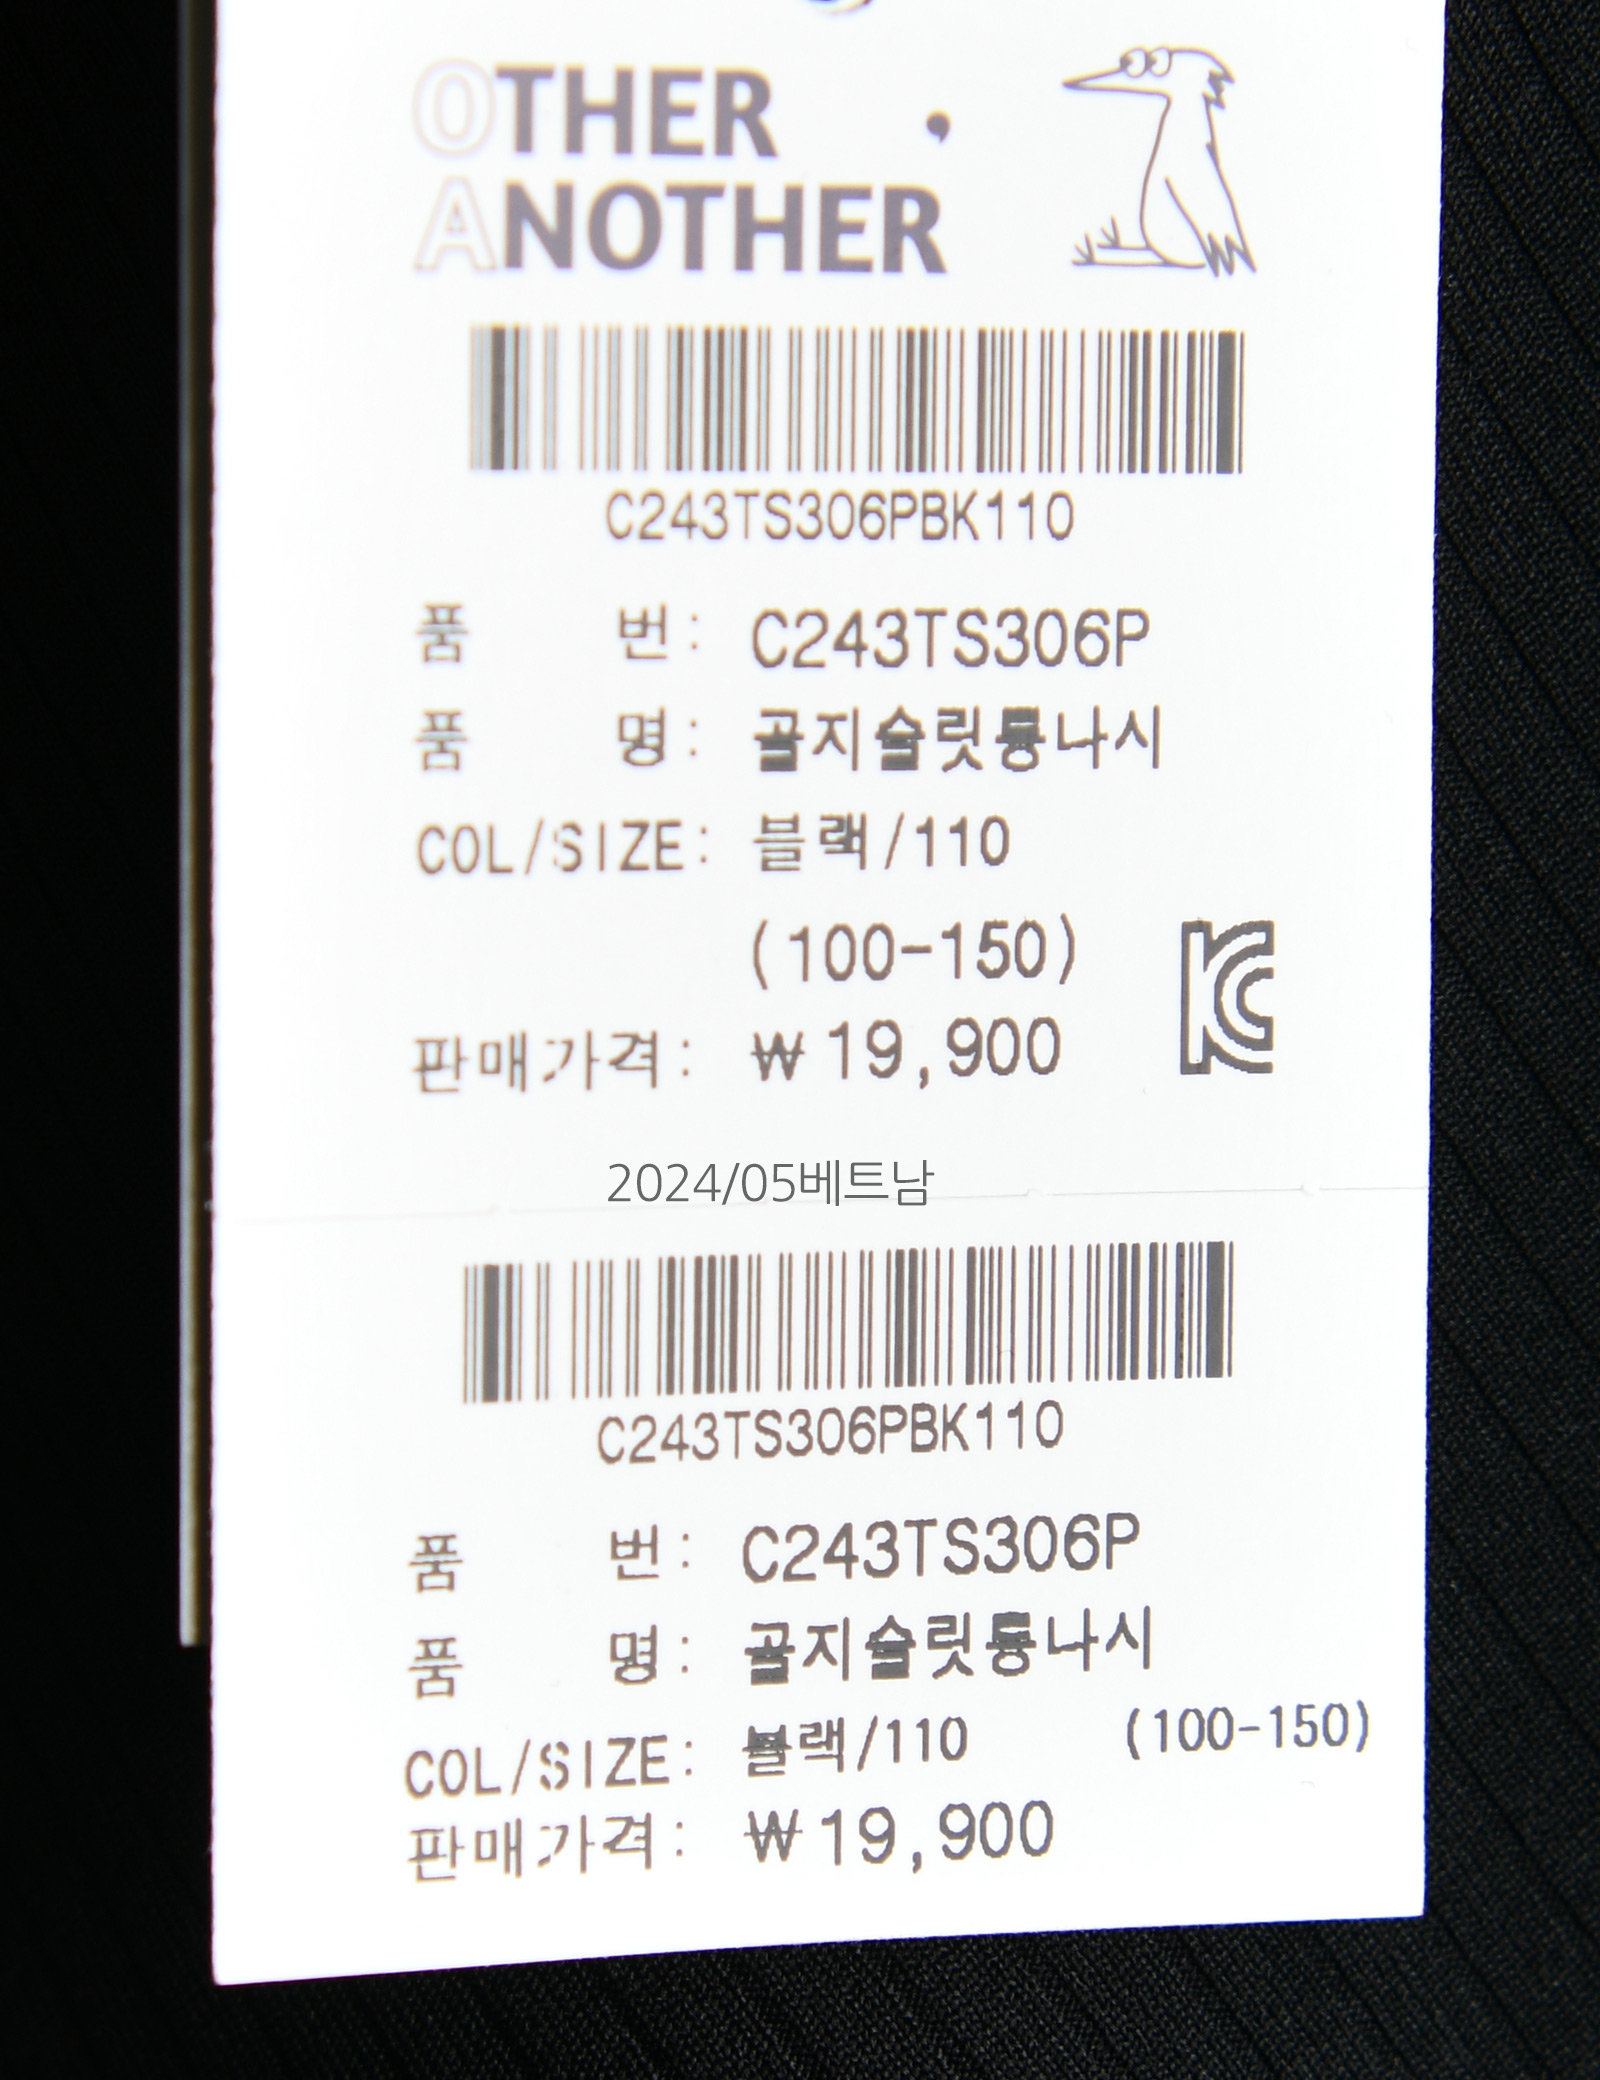 OTHER
ANOTHER ,
C243TS306PBK110
품 번: C243TS306P
품 명: 골지슬릿롱나시
COL/SIZE: 블랙/110
(100-150)
판매가격: ₩19,900
2024/05베트남
C243TS306PBK110
품 번: C243TS306P
품 명: 골지슬릿롱나시
COL/SIZE: 블랙/110 (100-150)
판매가격: ₩19,900